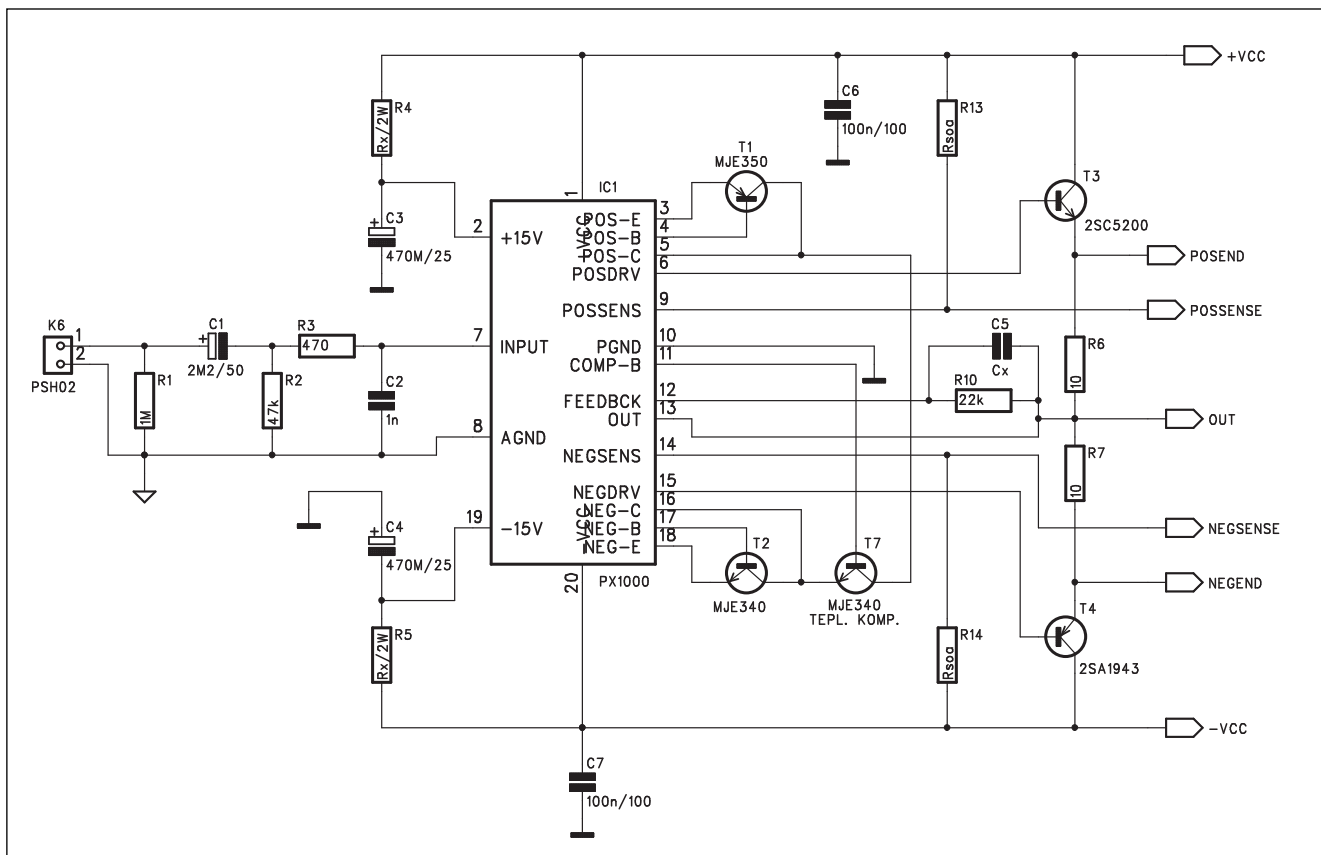 +VCC
R4
Rx/2W
C3
+
470M/25
C6
100n/100
R13
Rsoa
T1
MJE350
T3
2SC5200
IC1
1
+VCC
2
+15V
3
POS-E
4
POS-B
5
POS-C
6
POSDRV
POSEND
9
POSSENS
POSSENSE
K6
1
2
PSH02
R1
1M
C1
+
2M2/50
R2
47k
R3
470
C2
1n
7
INPUT
8
AGND
10
PGND
11
COMP-B
12
FEEDBCK
13
OUT
14
NEGSENS
15
NEGDRV
16
NEG-C
17
NEG-B
18
NEG-E
19
-15V
-VCC
20
PX1000
C5
Cx
R10
22k
R6
10
OUT
R7
10
C4
+
470M/25
R5
Rx/2W
T2
MJE340
T7
MJE340
TEPL. KOMP.
R14
Rsoa
NEGSENSE
NEGEND
T4
2SA1943
-VCC
C7
100n/100